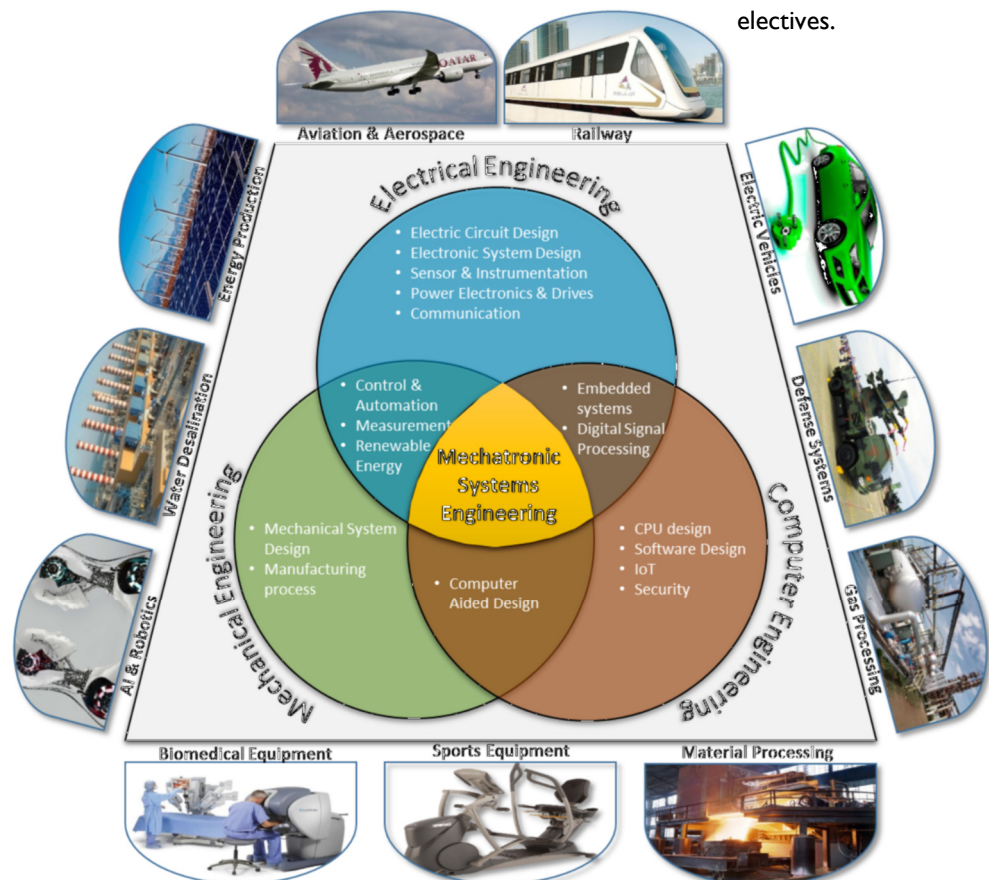 electives.
QATAR
Aviation & Aerospace
Railway
Energy Production
Electric Vehicles
Electrical Engineering
• Electric Circuit Design
• Electronic System Design
• Sensor & Instrumentation
• Power Electronics & Drives
• Communication
• Control &
Automation
• Measurement
• Renewable
Energy
• Embedded
systems
• Digital Signal
Processing
Water Desalination
Defense Systems
Mechatronic
Systems
Engineering
Mechanical Engineering
• Mechanical System
Design
• Manufacturing
process
• Computer
Aided Design
• CPU design
• Software Design
• IoT
• Security
Computer Engineering
AI & Robotics
Gas Processing
Biomedical Equipment
Sports Equipment
Material Processing